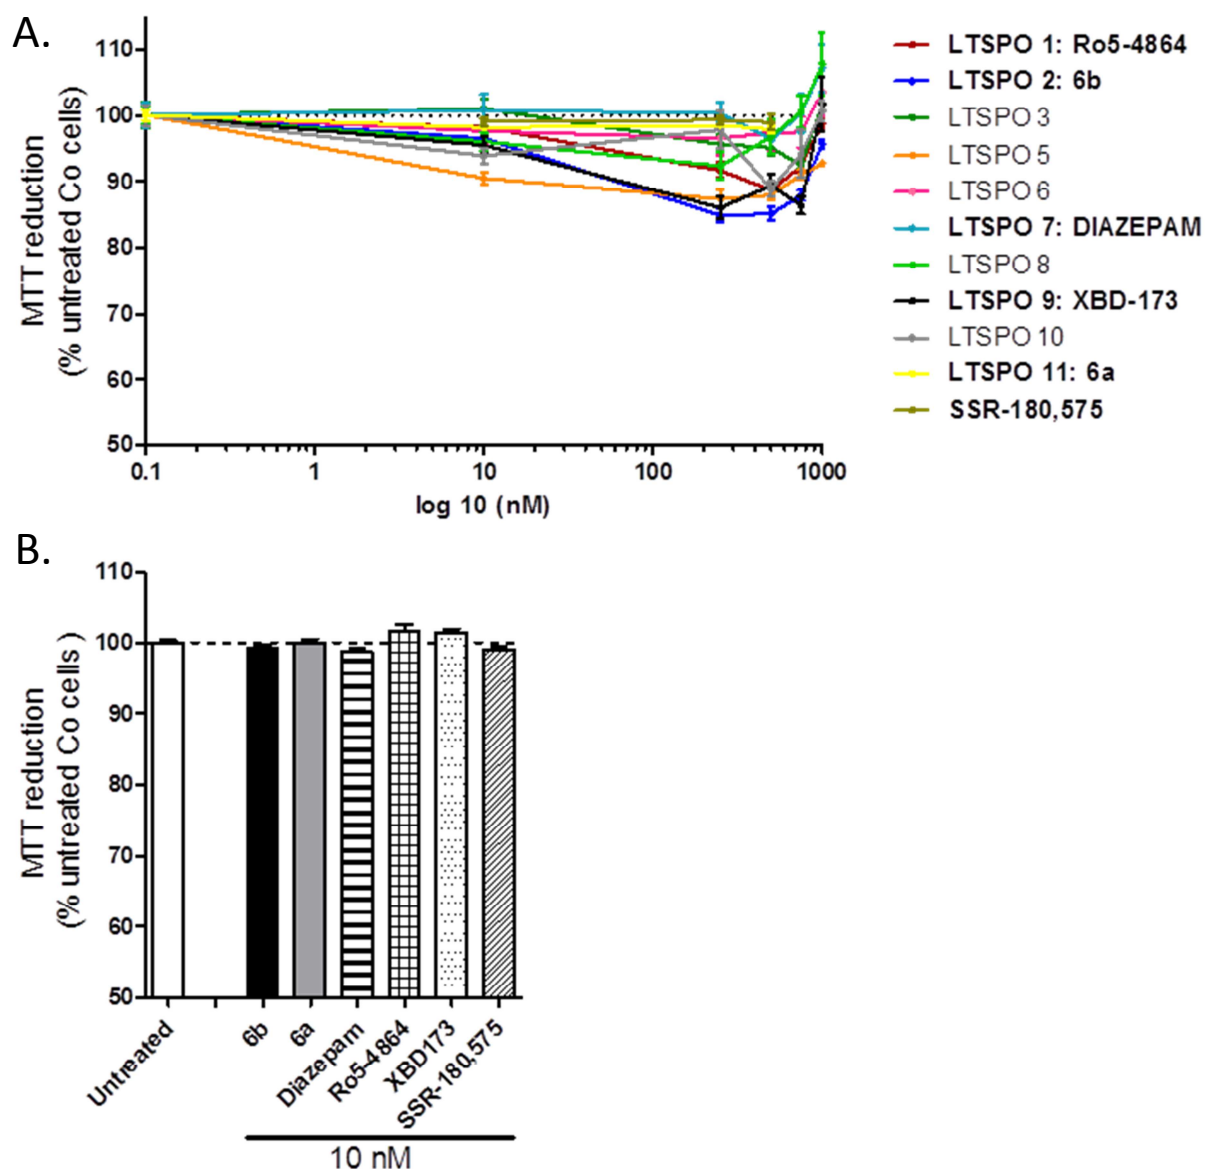 A.
MTT reduction
(% untreated Co cells)
110
100
90
80
70
60
50
0.1 1 10 100 1000
log 10 (nM)
LTSPO 1: Ro5-4864
LTSPO 2: 6b
LTSPO 3
LTSPO 5
LTSPO 6
LTSPO 7: DIAZEPAM
LTSPO 8
LTSPO 9: XBD-173
LTSPO 10
LTSPO 11: 6a
SSR-180,575
B.
MTT reduction
(% untreated Co cells )
110
100
90
80
70
60
50
Untreated 6b 6a Diazepam Ro5-4864 XBD173 SSR-180,575
10 nM